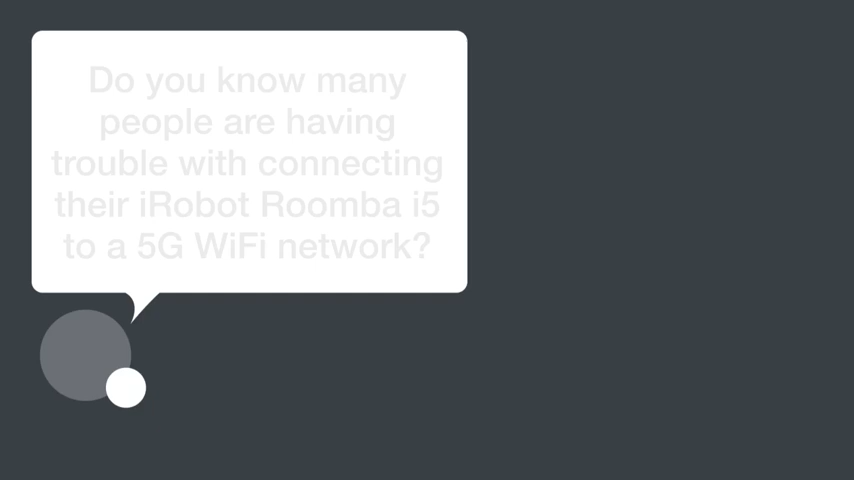 Do you know many
people are having
trouble with connecting
their iRobot Roomba i5
to a 5G WiFi network?